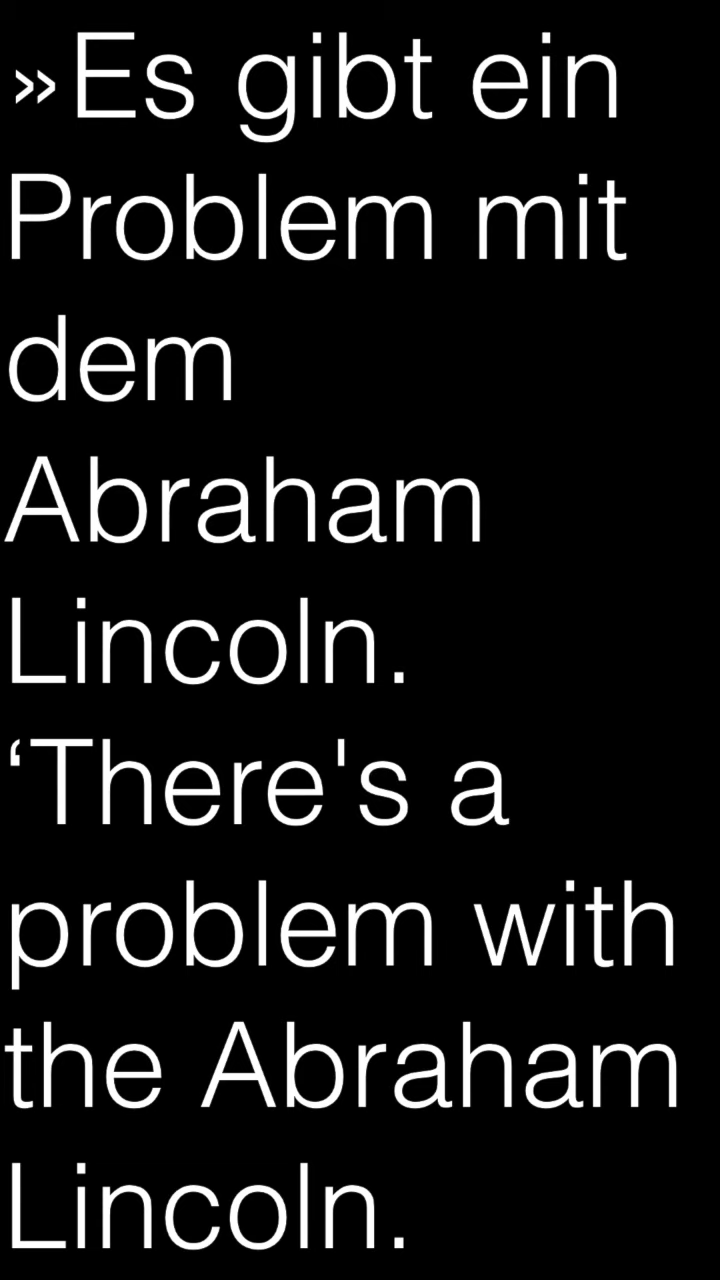 »Es gibt ein
Problem mit
dem
Abraham
Lincoln.
‘There's a
problem with
the Abraham
Lincoln.